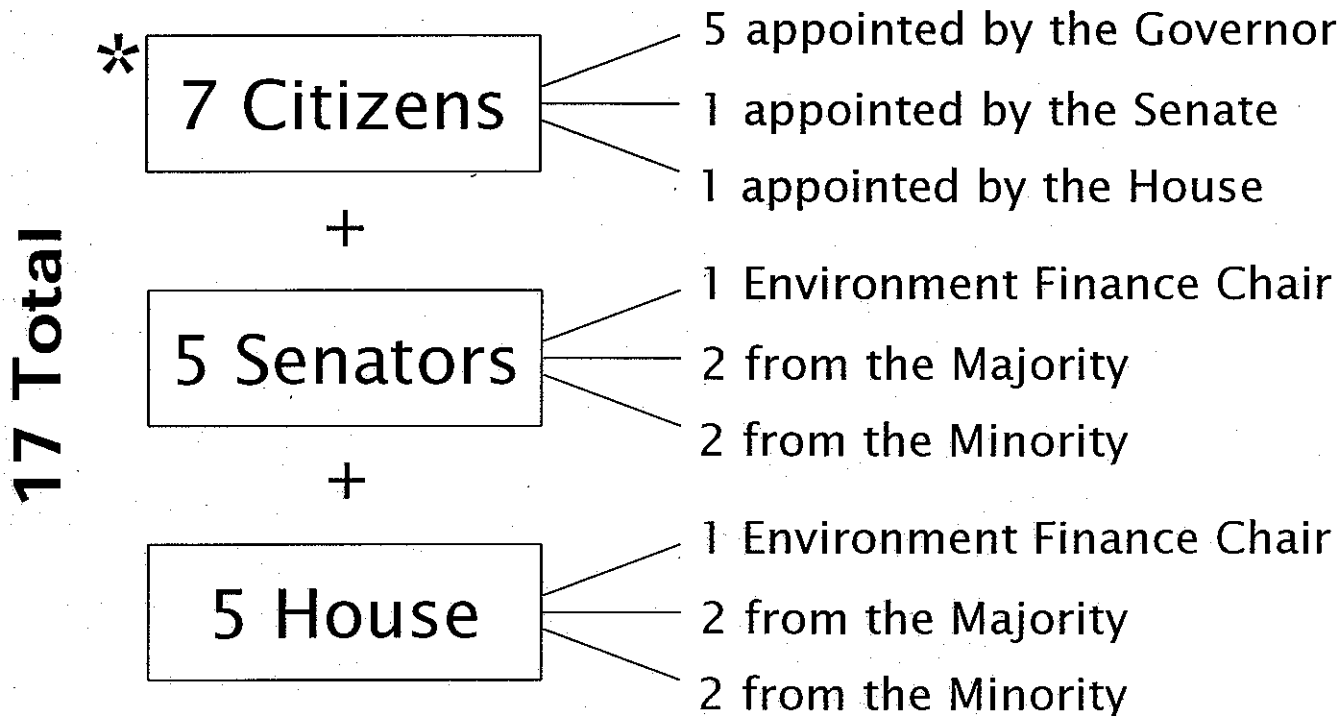 17 Total
*
7 Citizens
5 appointed by the Governor
1 appointed by the Senate
1 appointed by the House
+
5 Senators
1 Environment Finance Chair
2 from the Majority
2 from the Minority
+
5 House
1 Environment Finance Chair
2 from the Majority
2 from the Minority